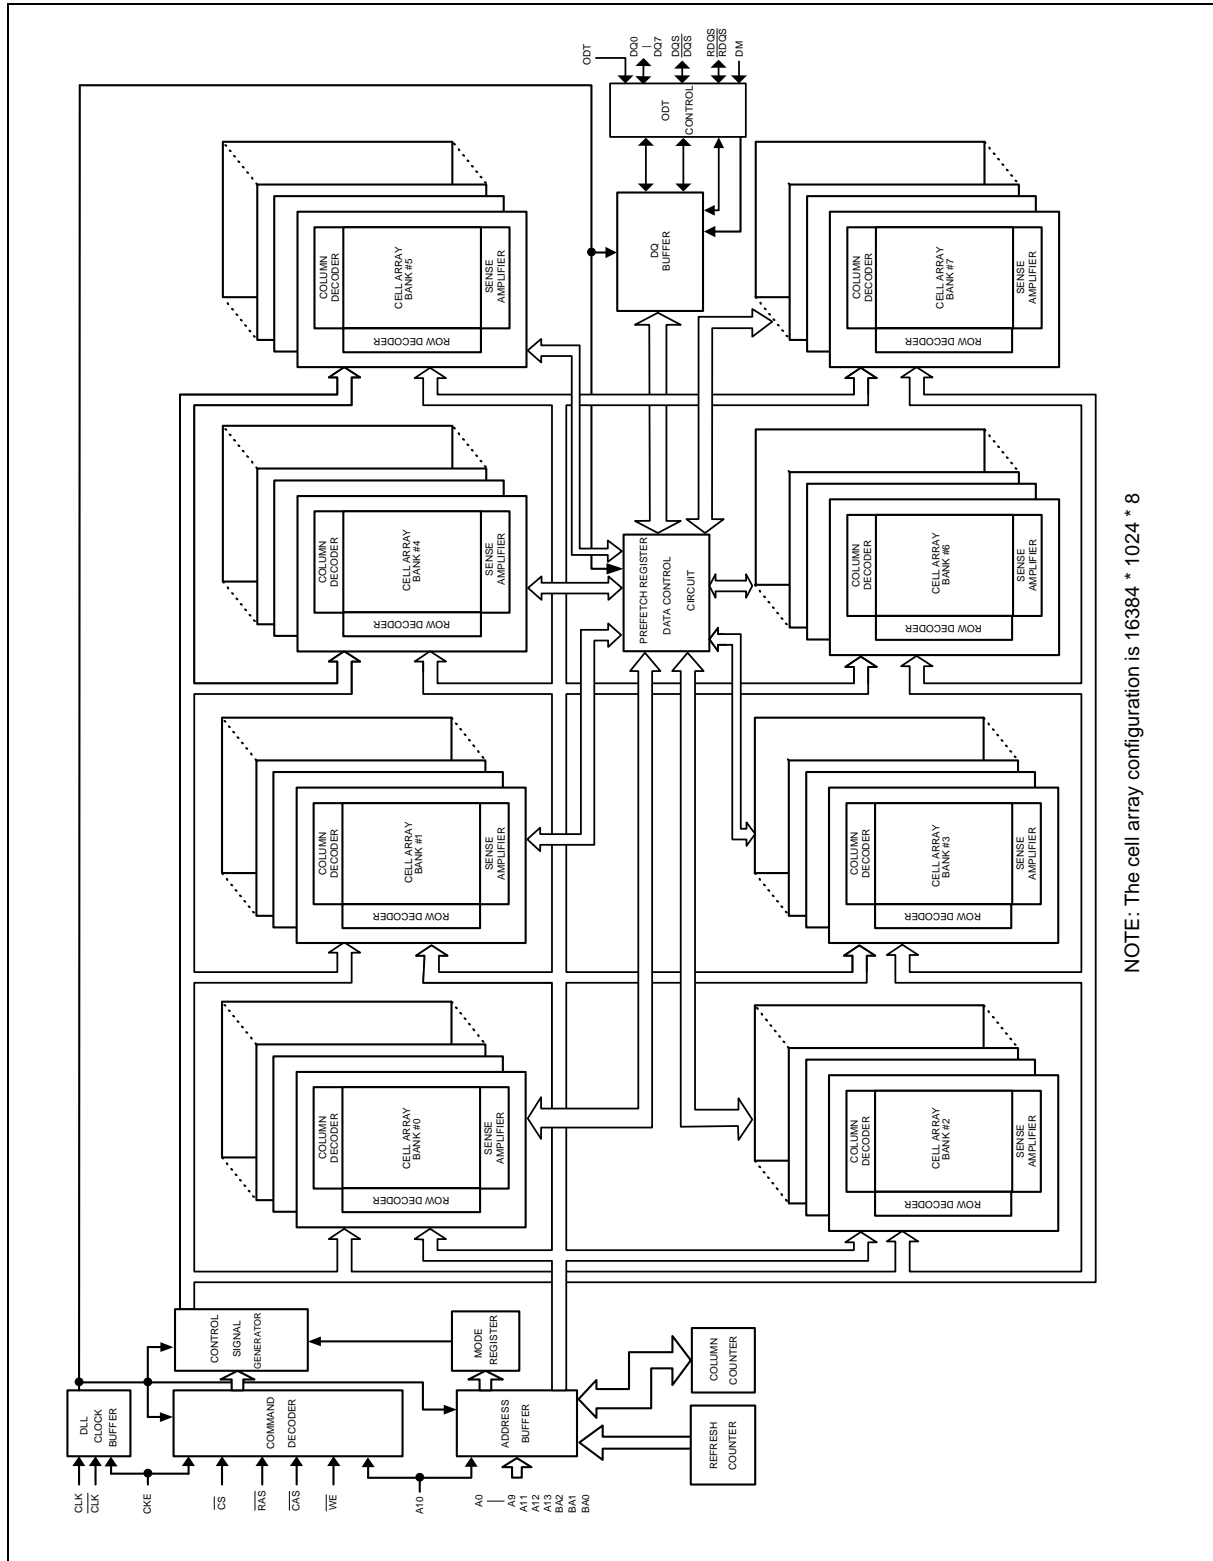 CLK
CLK
CKE
CS
RAS
CAS
WE
A10
A0
A9
A11
A12
A13
BA2
BA1
BA0
DLL
CLOCK
BUFFER
COMMAND
DECODER
ADDRESS
BUFFER
REFRESH
COUNTER
COLUMN
COUNTER
CONTROL
SIGNAL
GENERATOR
MODE
REGISTER
COLUMN
DECODER
CELL ARRAY
BANK #0
SENSE
AMPLIFIER
ROW DECODER
COLUMN
DECODER
CELL ARRAY
BANK #1
SENSE
AMPLIFIER
ROW DECODER
COLUMN
DECODER
CELL ARRAY
BANK #4
SENSE
AMPLIFIER
ROW DECODER
COLUMN
DECODER
CELL ARRAY
BANK #5
SENSE
AMPLIFIER
ROW DECODER
PREFETCH REGISTER
DATA CONTROL
CIRCUIT
DQ
BUFFER
ODT
CONTROL
ODT
DQ0
DQ7
DQS
DQS
RDQS
RDQS
DM
COLUMN
DECODER
CELL ARRAY
BANK #2
SENSE
AMPLIFIER
ROW DECODER
COLUMN
DECODER
CELL ARRAY
BANK #3
SENSE
AMPLIFIER
ROW DECODER
COLUMN
DECODER
CELL ARRAY
BANK #6
SENSE
AMPLIFIER
ROW DECODER
COLUMN
DECODER
CELL ARRAY
BANK #7
SENSE
AMPLIFIER
ROW DECODER
NOTE: The cell array configuration is 16384 * 1024 * 8